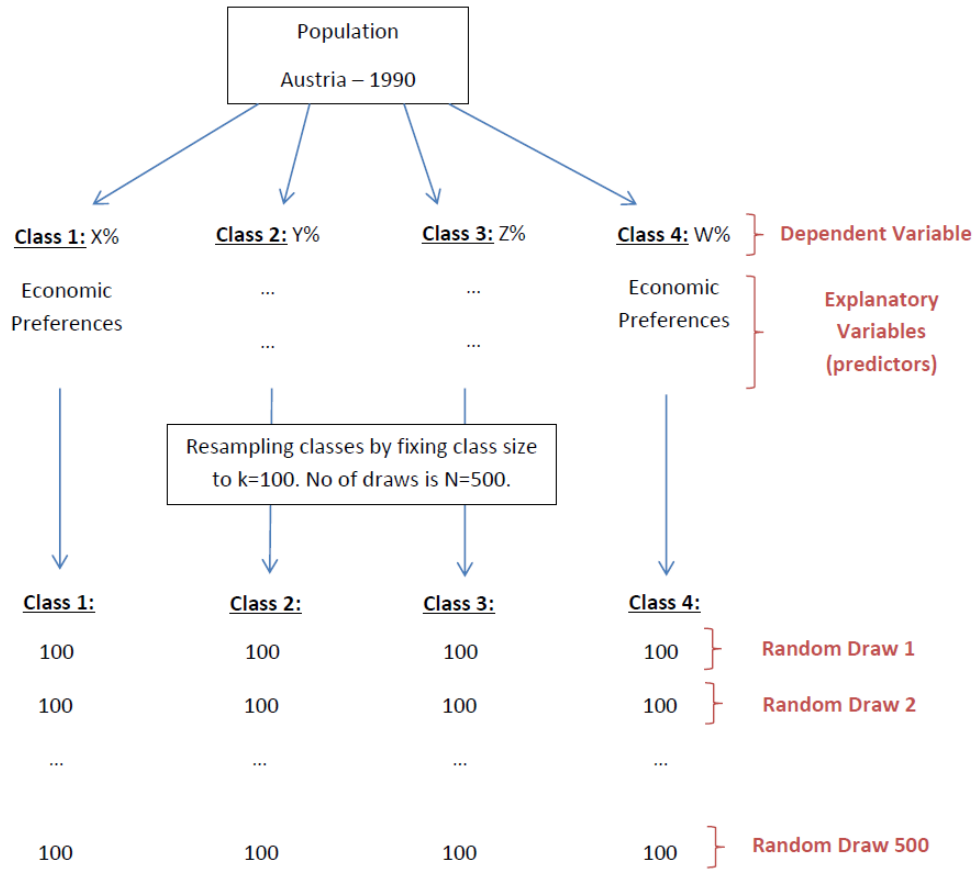 Population
Austria – 1990
Class 1: X%
Class 2: Y%
Class 3: Z%
Class 4: W%
Dependent Variable
Economic
Preferences
...
...
...
...
Economic
Preferences
Explanatory
Variables
(predictors)
Resampling classes by fixing class size
to k=100. No of draws is N=500.
Class 1:
Class 2:
Class 3:
Class 4:
100 100 100 100 Random Draw 1
100 100 100 100 Random Draw 2
... ... ... ...
100 100 100 100 Random Draw 500